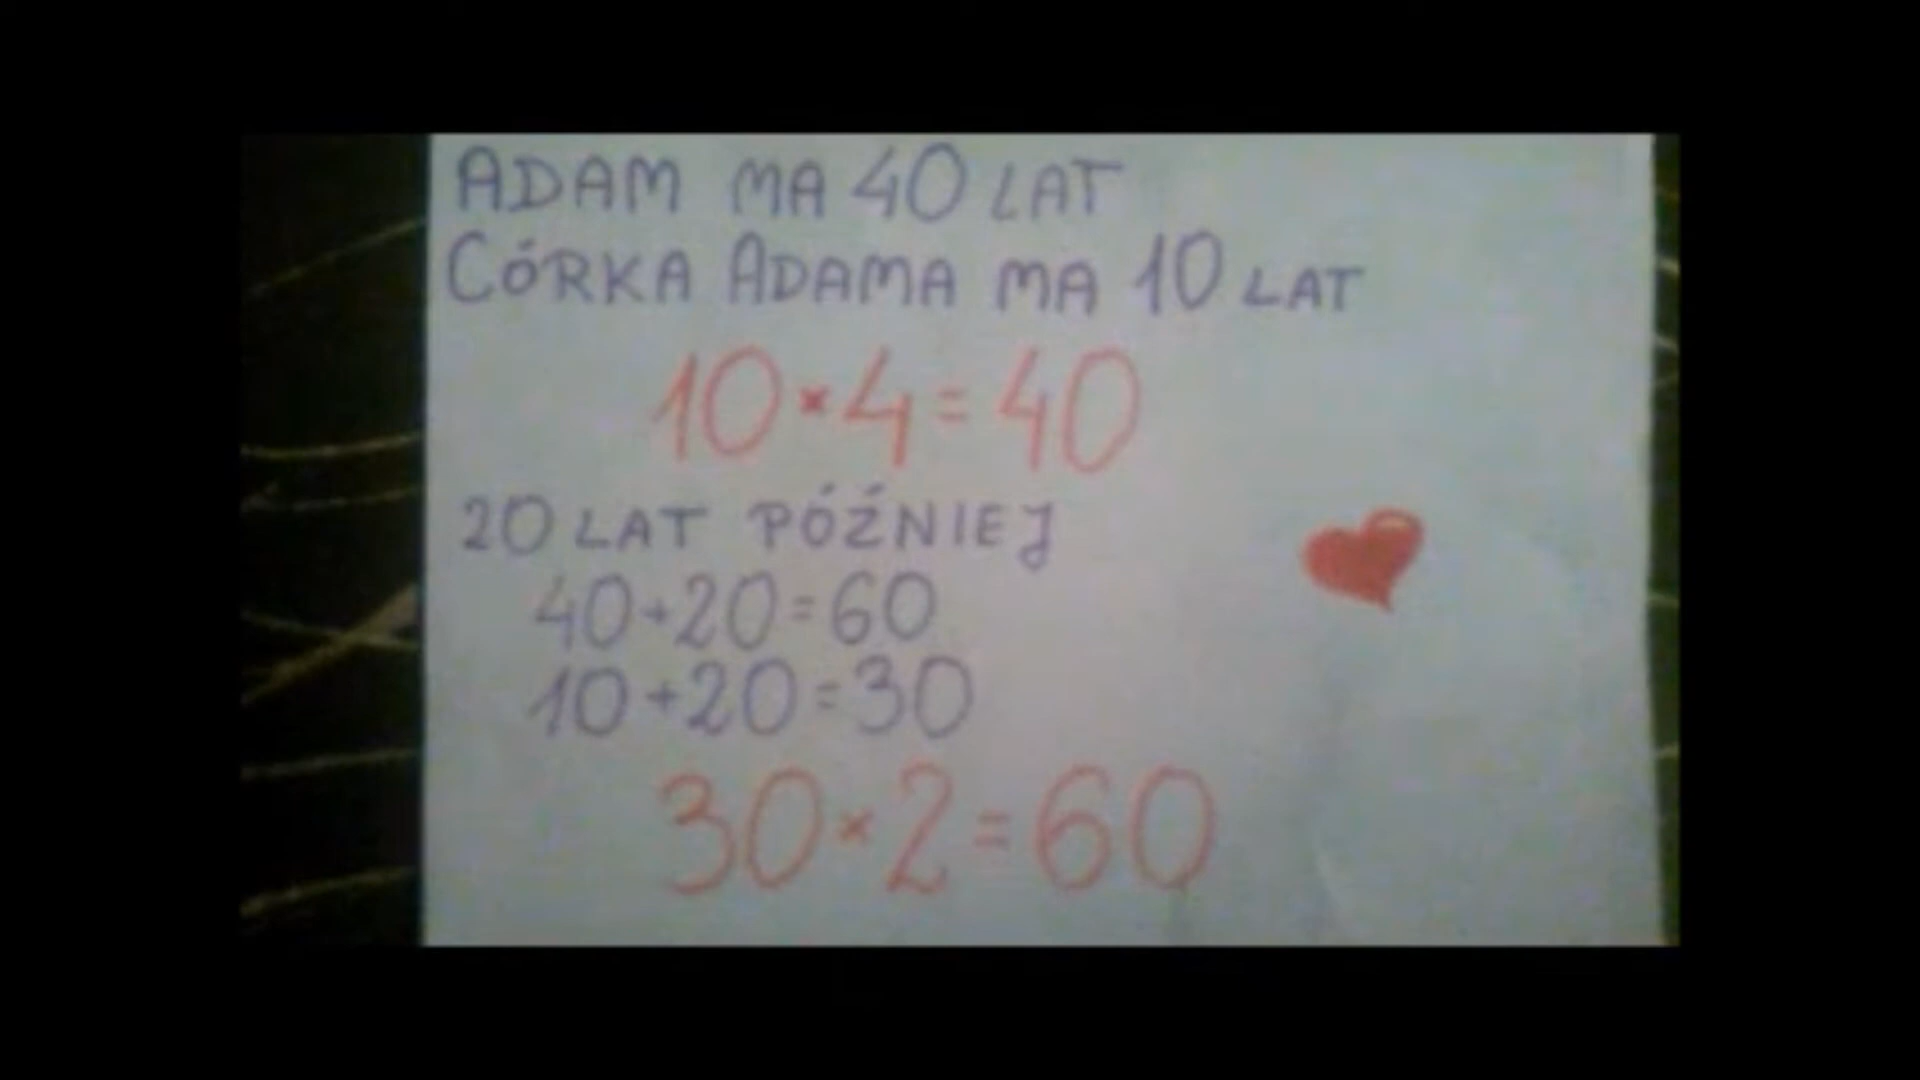 ADAM MA 40 LAT
CÓRKA ADAMA MA 10 LAT
10 × 4 = 40
20 LAT PÓŹNIEJ
40 + 20 = 60
10 + 20 = 30
30 × 2 = 60